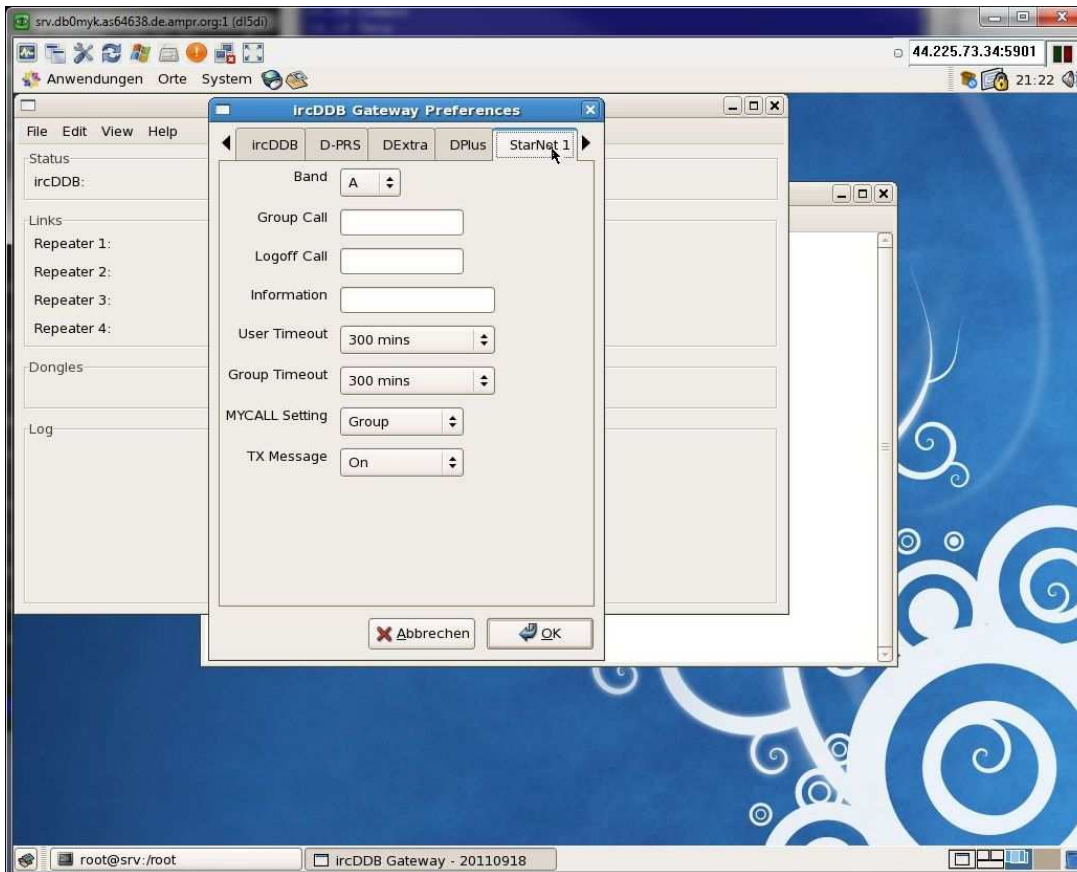 srv.db0myk.as64638.de.ampr.org:1 (dl5di)
44.225.73.34:5901
Anwendungen Orte System
21:22
ircDDB Gateway Preferences
File Edit View Help
ircDDB D-PRS DExtra DPlus StarNet 1
Status
ircDDB:
Band A
Links
Group Call
Repeater 1:
Logoff Call
Repeater 2:
Information
Repeater 3:
Repeater 4:
User Timeout 300 mins
Dongles
Group Timeout 300 mins
MYCALL Setting Group
Log
TX Message On
Abbrechen OK
root@srv:/root
ircDDB Gateway - 20110918